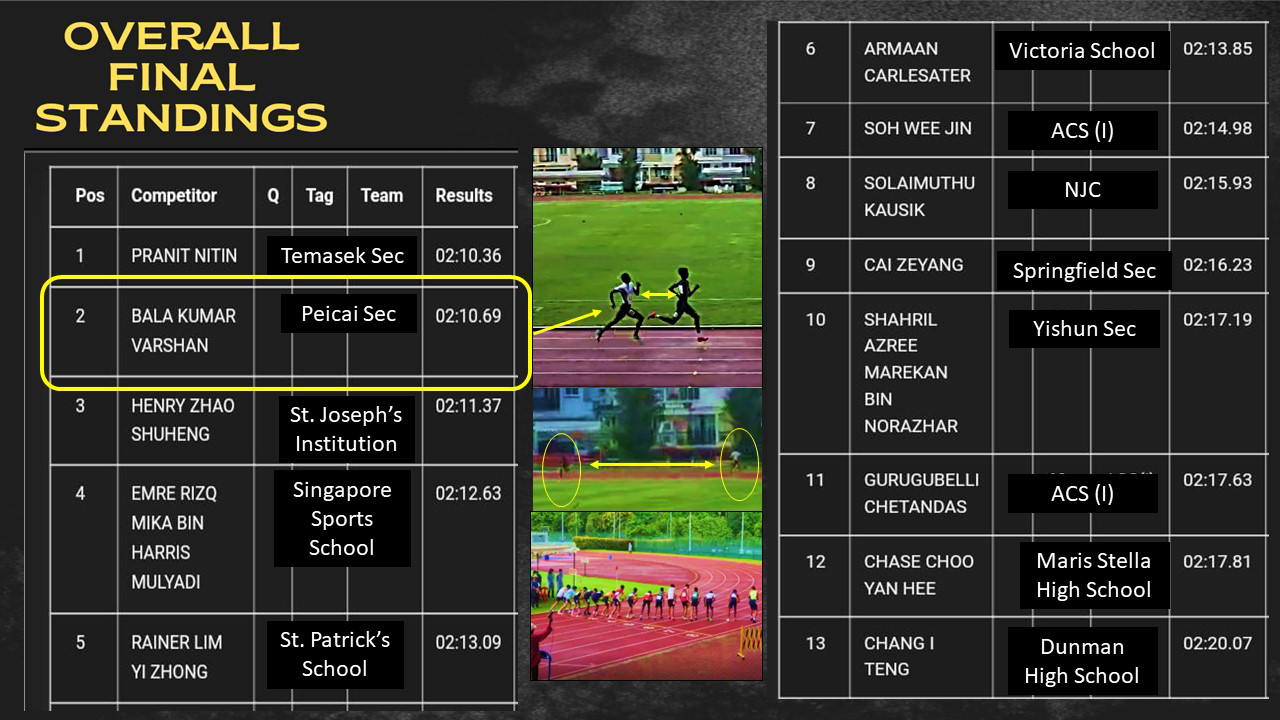 OVERALL
FINAL
STANDINGS
Pos Competitor Q Tag Team Results
1 PRANIT NITIN Temasek Sec 02:10.36
2 BALA KUMAR Peicai Sec 02:10.69
VARSHAN
3 HENRY ZHAO St. Joseph’s 02:11.37
SHUHENG Institution
4 EMRE RIZQ Singapore 02:12.63
MIKA BIN Sports
HARRIS School
MULYADI
5 RAINER LIM St. Patrick’s 02:13.09
YI ZHONG School
6 ARMAAN Victoria School 02:13.85
CARLESATER
7 SOH WEE JIN ACS (I) 02:14.98
8 SOLAIMUTHU NJC 02:15.93
KAUSIK
9 CAI ZEYANG Springfield Sec 02:16.23
10 SHAHRIL Yishun Sec 02:17.19
AZREE
MAREKAN
BIN
NORAZHAR
11 GURUGUBELLI ACS (I) 02:17.63
CHETANDAS
12 CHASE CHOO Maris Stella 02:17.81
YAN HEE High School
13 CHANG I Dunman 02:20.07
TENG High School